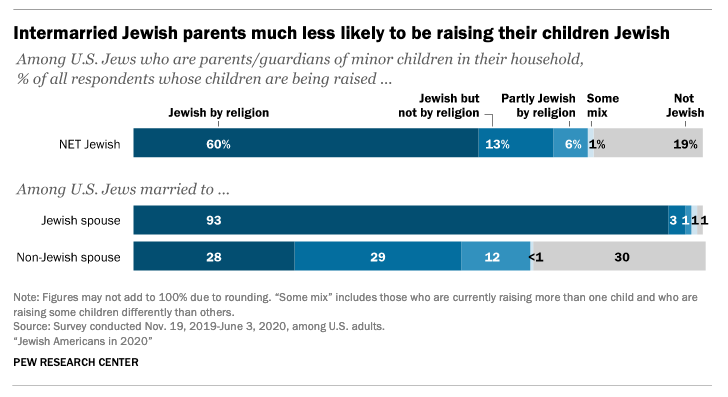 Intermarried Jewish parents much less likely to be raising their children Jewish
Among U.S. Jews who are parents/guardians of minor children in their household,
% of all respondents whose children are being raised ...
Jewish by religion
Jewish but
not by religion
Partly Jewish
by religion
Some
mix
Not
Jewish
NET Jewish 60% 13% 6% 1% 19%
Among U.S. Jews married to ...
Jewish spouse 93 3 1 1 1
Non-Jewish spouse 28 29 12 <1 30
Note: Figures may not add to 100% due to rounding. “Some mix” includes those who are currently raising more than one child and who are
raising some children differently than others.
Source: Survey conducted Nov. 19, 2019-June 3, 2020, among U.S. adults.
“Jewish Americans in 2020”
PEW RESEARCH CENTER